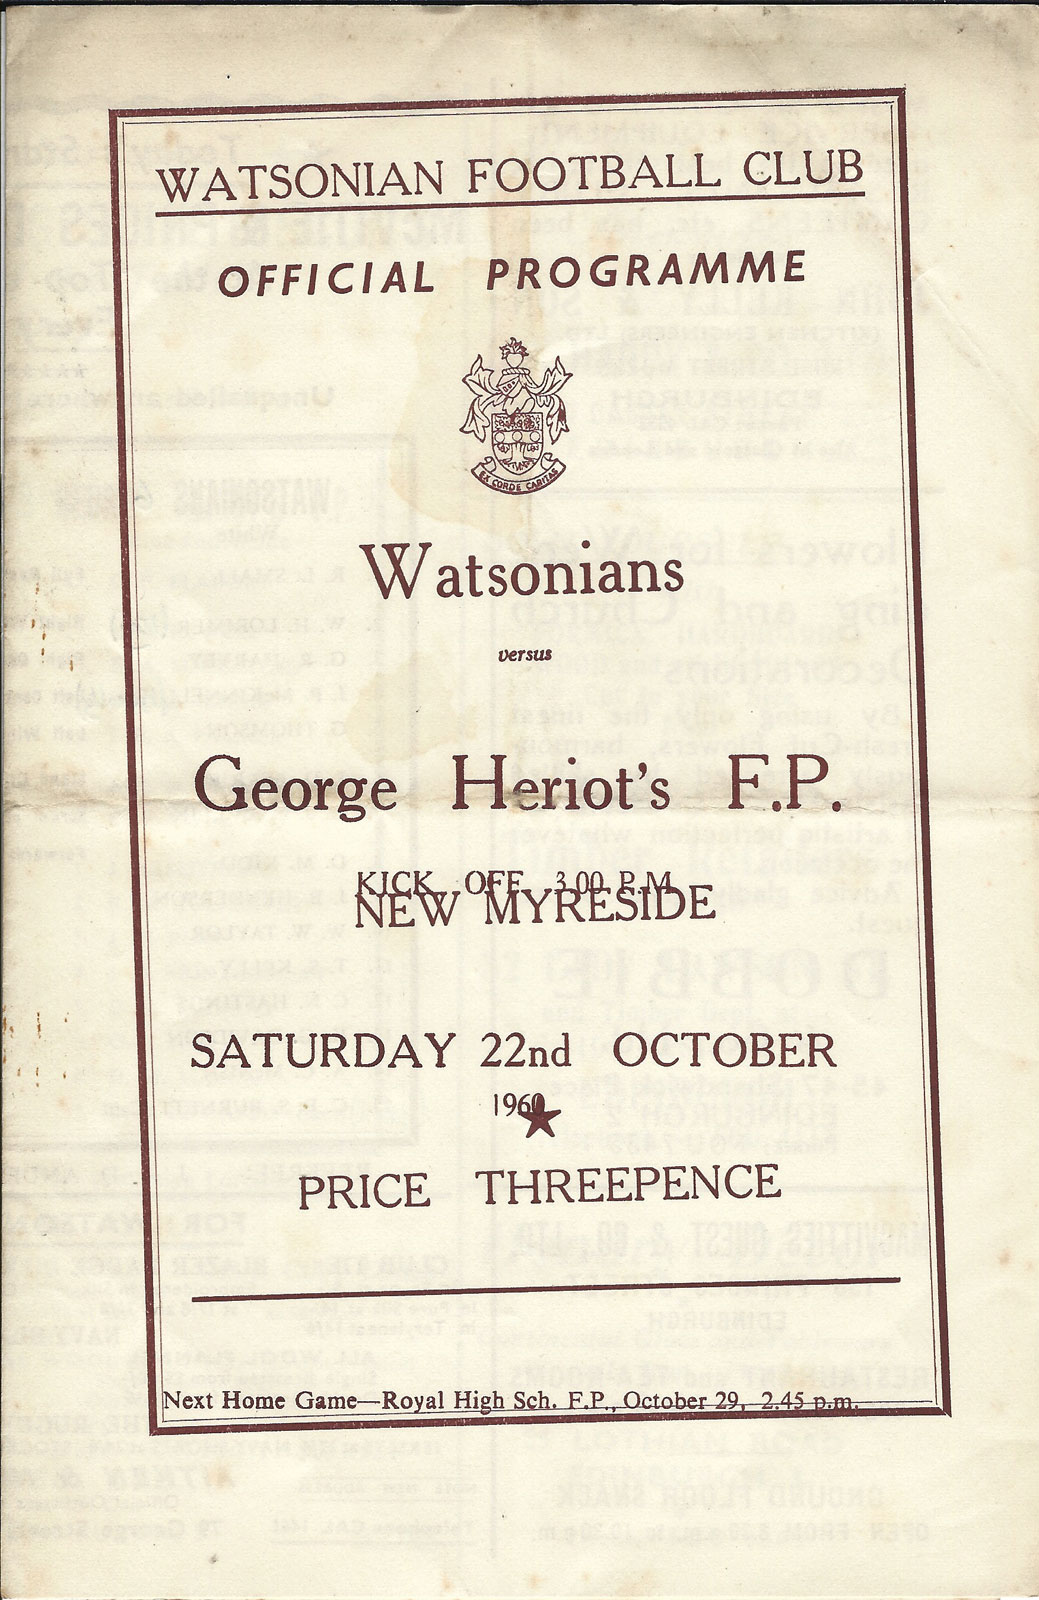 WATSONIAN FOOTBALL CLUB
OFFICIAL PROGRAMME
EX CORDE CARITAS
Watsonians
versus
George Heriot's F.P.
KICK OFF 3.00 P.M.
NEW MYRESIDE
SATURDAY 22nd OCTOBER
1960
PRICE THREEPENCE
Next Home Game—Royal High Sch. F.P., October 29, 2.45 p.m.